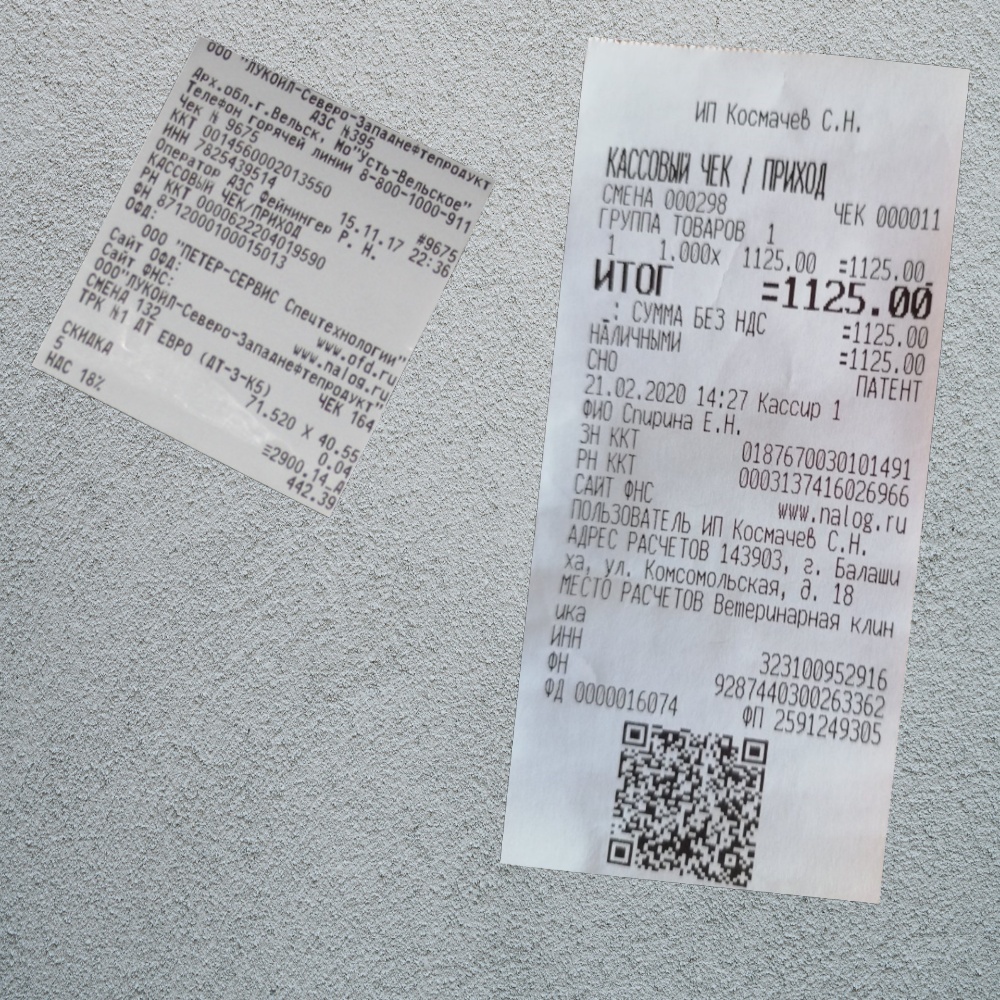 ООО "ЛУКОЙЛ-Северо-Западнефтепродукт
АЗС №395
Арх.обл.г.Вельск, Мо"Усть-Вельское"
Телефон горячей линии 8-800-1000-911
Чек № 9675 #9675
ККТ 0014560002013550 15.11.17 22:36
ИНН 7825439514
Оператор АЗС Фейнингер Р. Н.
КАССОВЫЙ ЧЕК/ПРИХОД
РН ККТ 0000622204019590
ФН 8712000100015013
ОФД:
ООО "ПЕТЕР-СЕРВИС Спецтехнологии"
Сайт ОФД: www.ofd.ru
Сайт ФНС: www.nalog.ru
ООО"ЛУКОЙЛ-Северо-Западнефтепродукт"
СМЕНА 132 ЧЕК 164
ТРК №1 ДТ ЕВРО (ДТ-З-К5)
71.520 X 40.55
СКИДКА 0.04
5 =2900.14_А
НДС 18% 442.39
ИП Космачев С.Н.
КАССОВЫЙ ЧЕК / ПРИХОД
СМЕНА 000298 ЧЕК 000011
ГРУППА ТОВАРОВ 1
1 1.000x 1125.00 =1125.00_
ИТОГ =1125.00
_: СУММА БЕЗ НДС =1125.00
НАЛИЧНЫМИ =1125.00
СНО ПАТЕНТ
21.02.2020 14:27 Кассир 1
ФИО Спирина Е.Н.
ЗН ККТ 0187670030101491
РН ККТ 0003137416026966
САЙТ ФНС www.nalog.ru
ПОЛЬЗОВАТЕЛЬ ИП Космачев С.Н.
АДРЕС РАСЧЕТОВ 143903, г. Балаши
ха, ул. Комсомольская, д. 18
МЕСТО РАСЧЕТОВ Ветеринарная клин
ика
ИНН 323100952916
ФН 9287440300263362
ФД 0000016074 ФП 2591249305